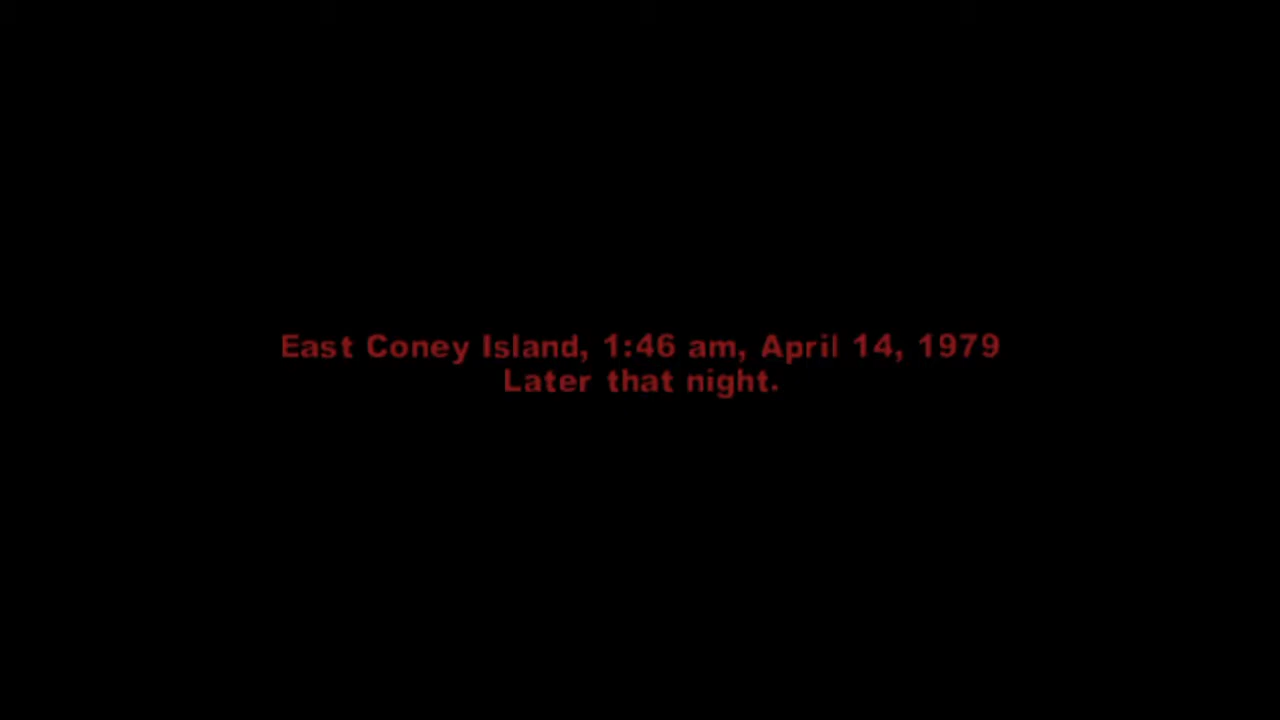 East Coney Island, 1:46 am, April 14, 1979
Later that night.